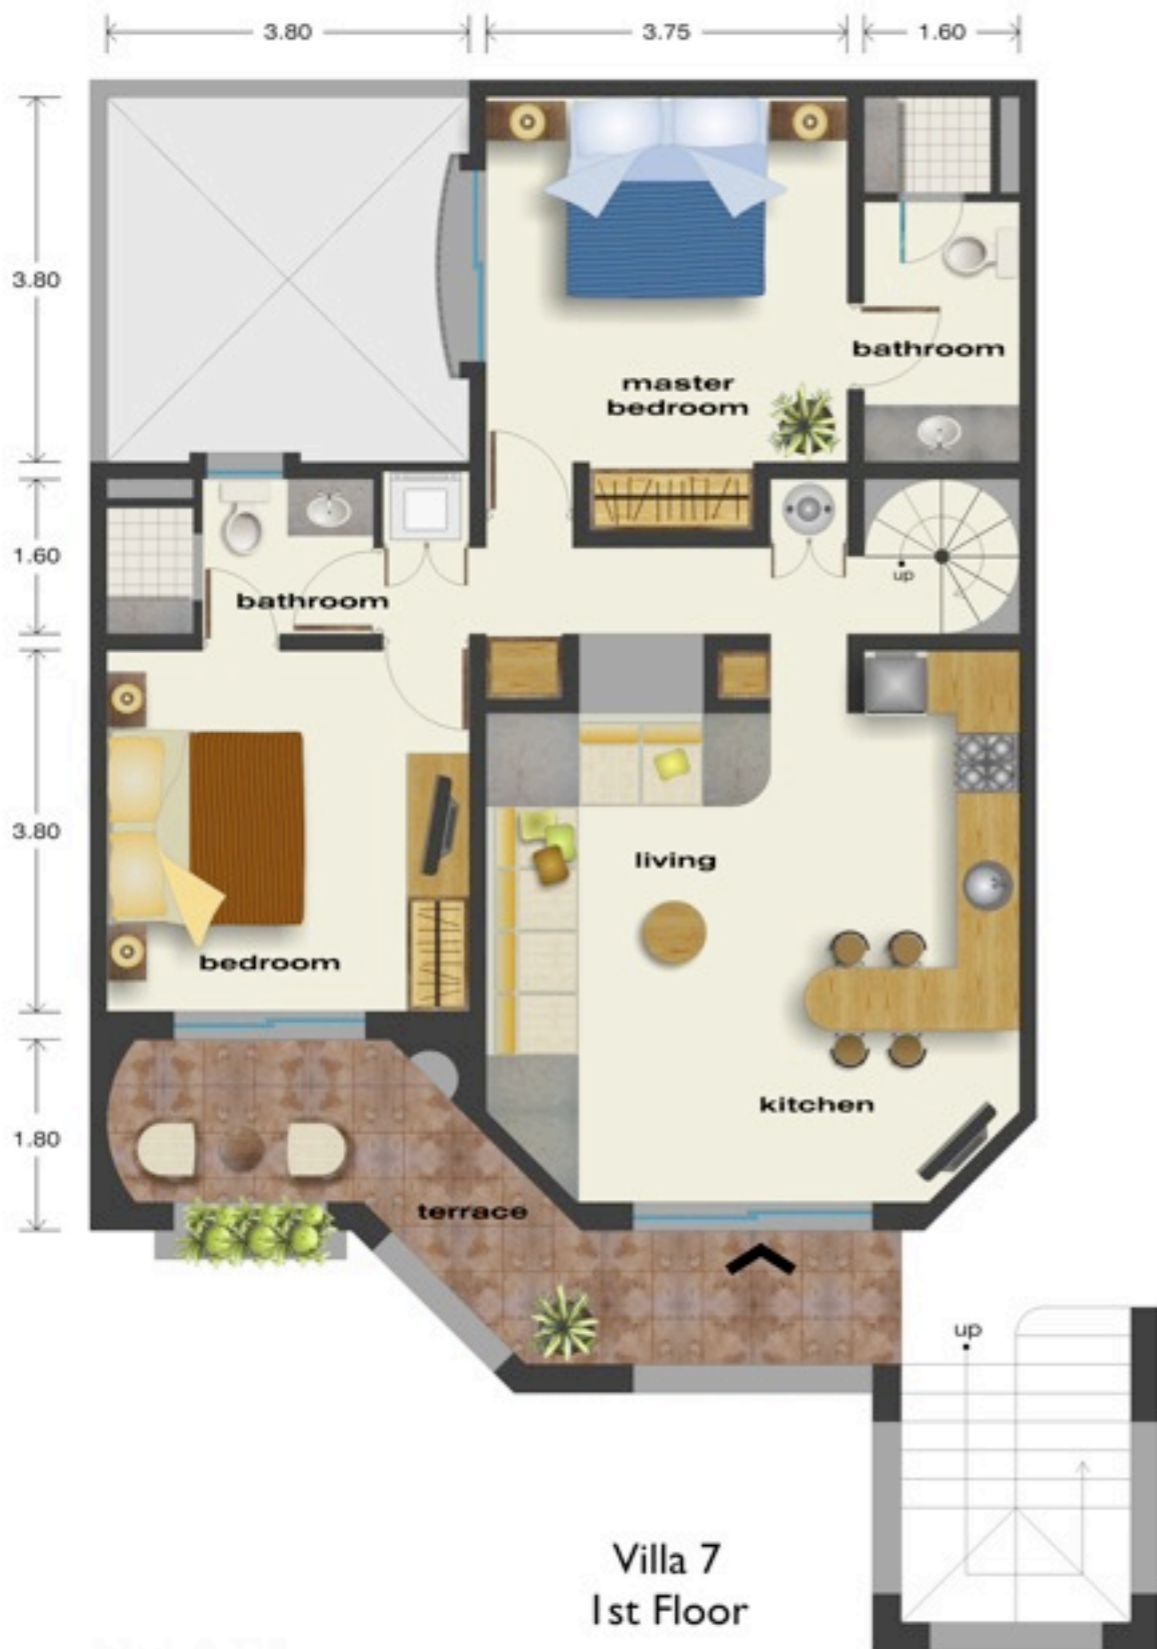 3.80
3.75
1.60
3.80
bathroom
master
bedroom
1.60
up
bathroom
3.80
living
bedroom
kitchen
1.80
terrace
up
Villa 7
1st Floor